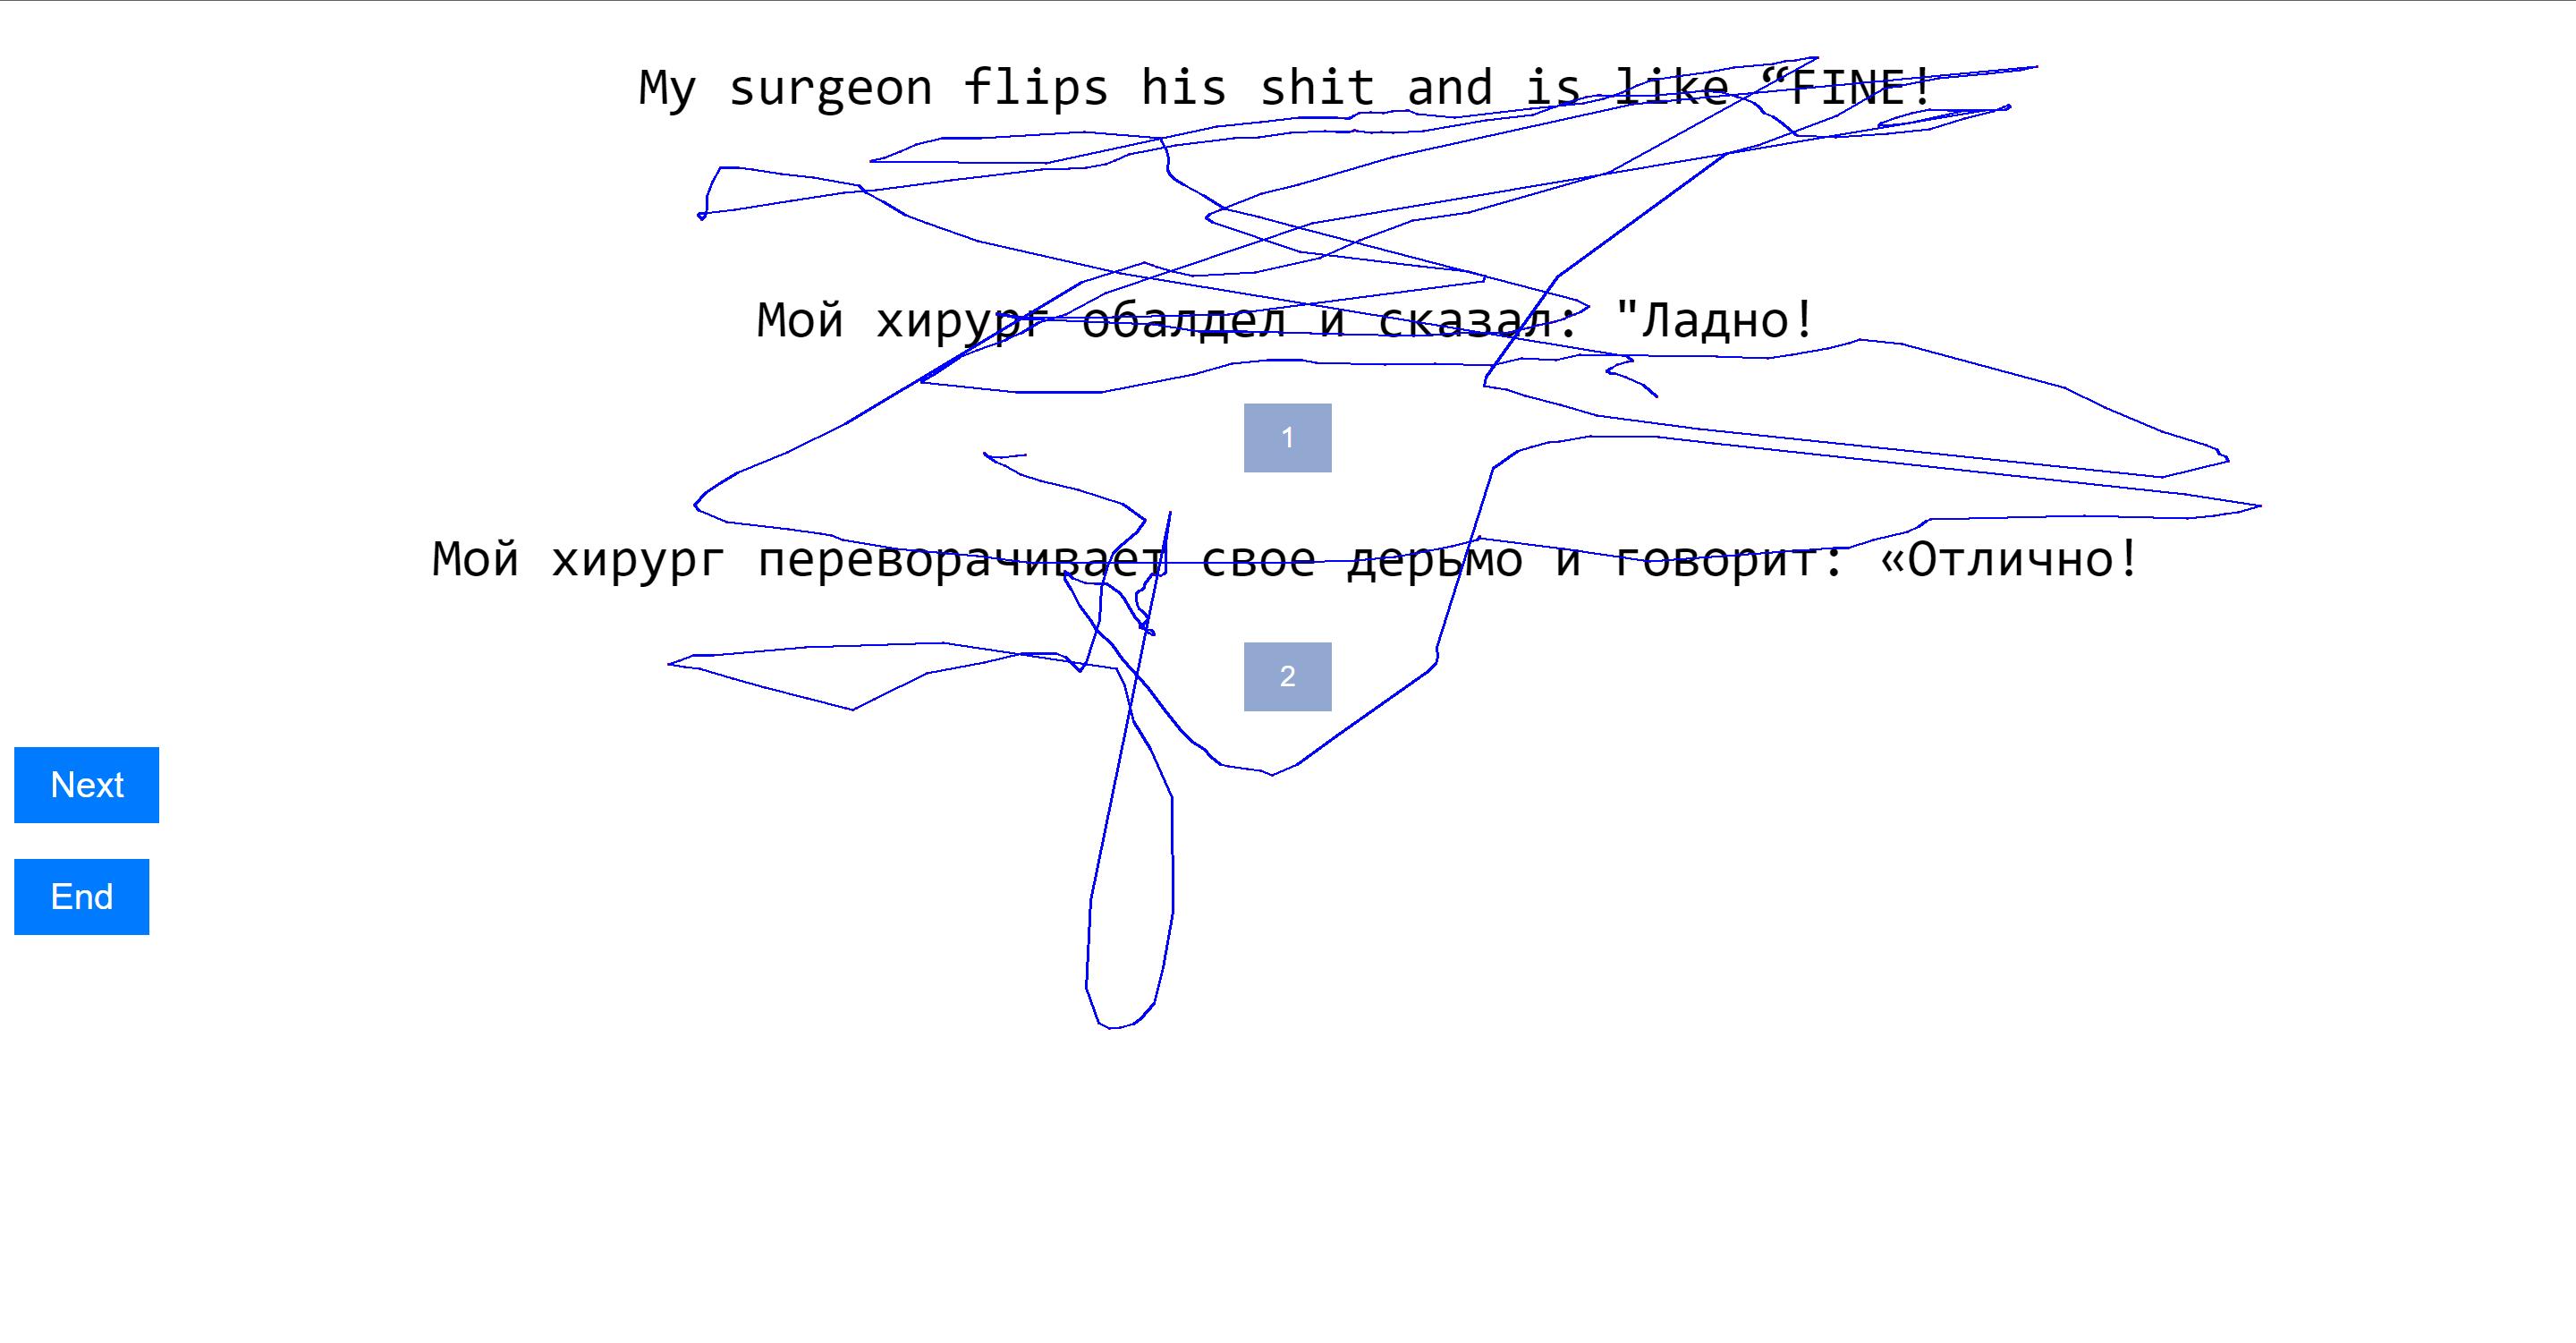 My surgeon flips his shit and is like “FINE!
Мой хирург обалдел и сказал: "Ладно!
1
Мой хирург переворачивает свое дерьмо и говорит: «Отлично!
2
Next
End